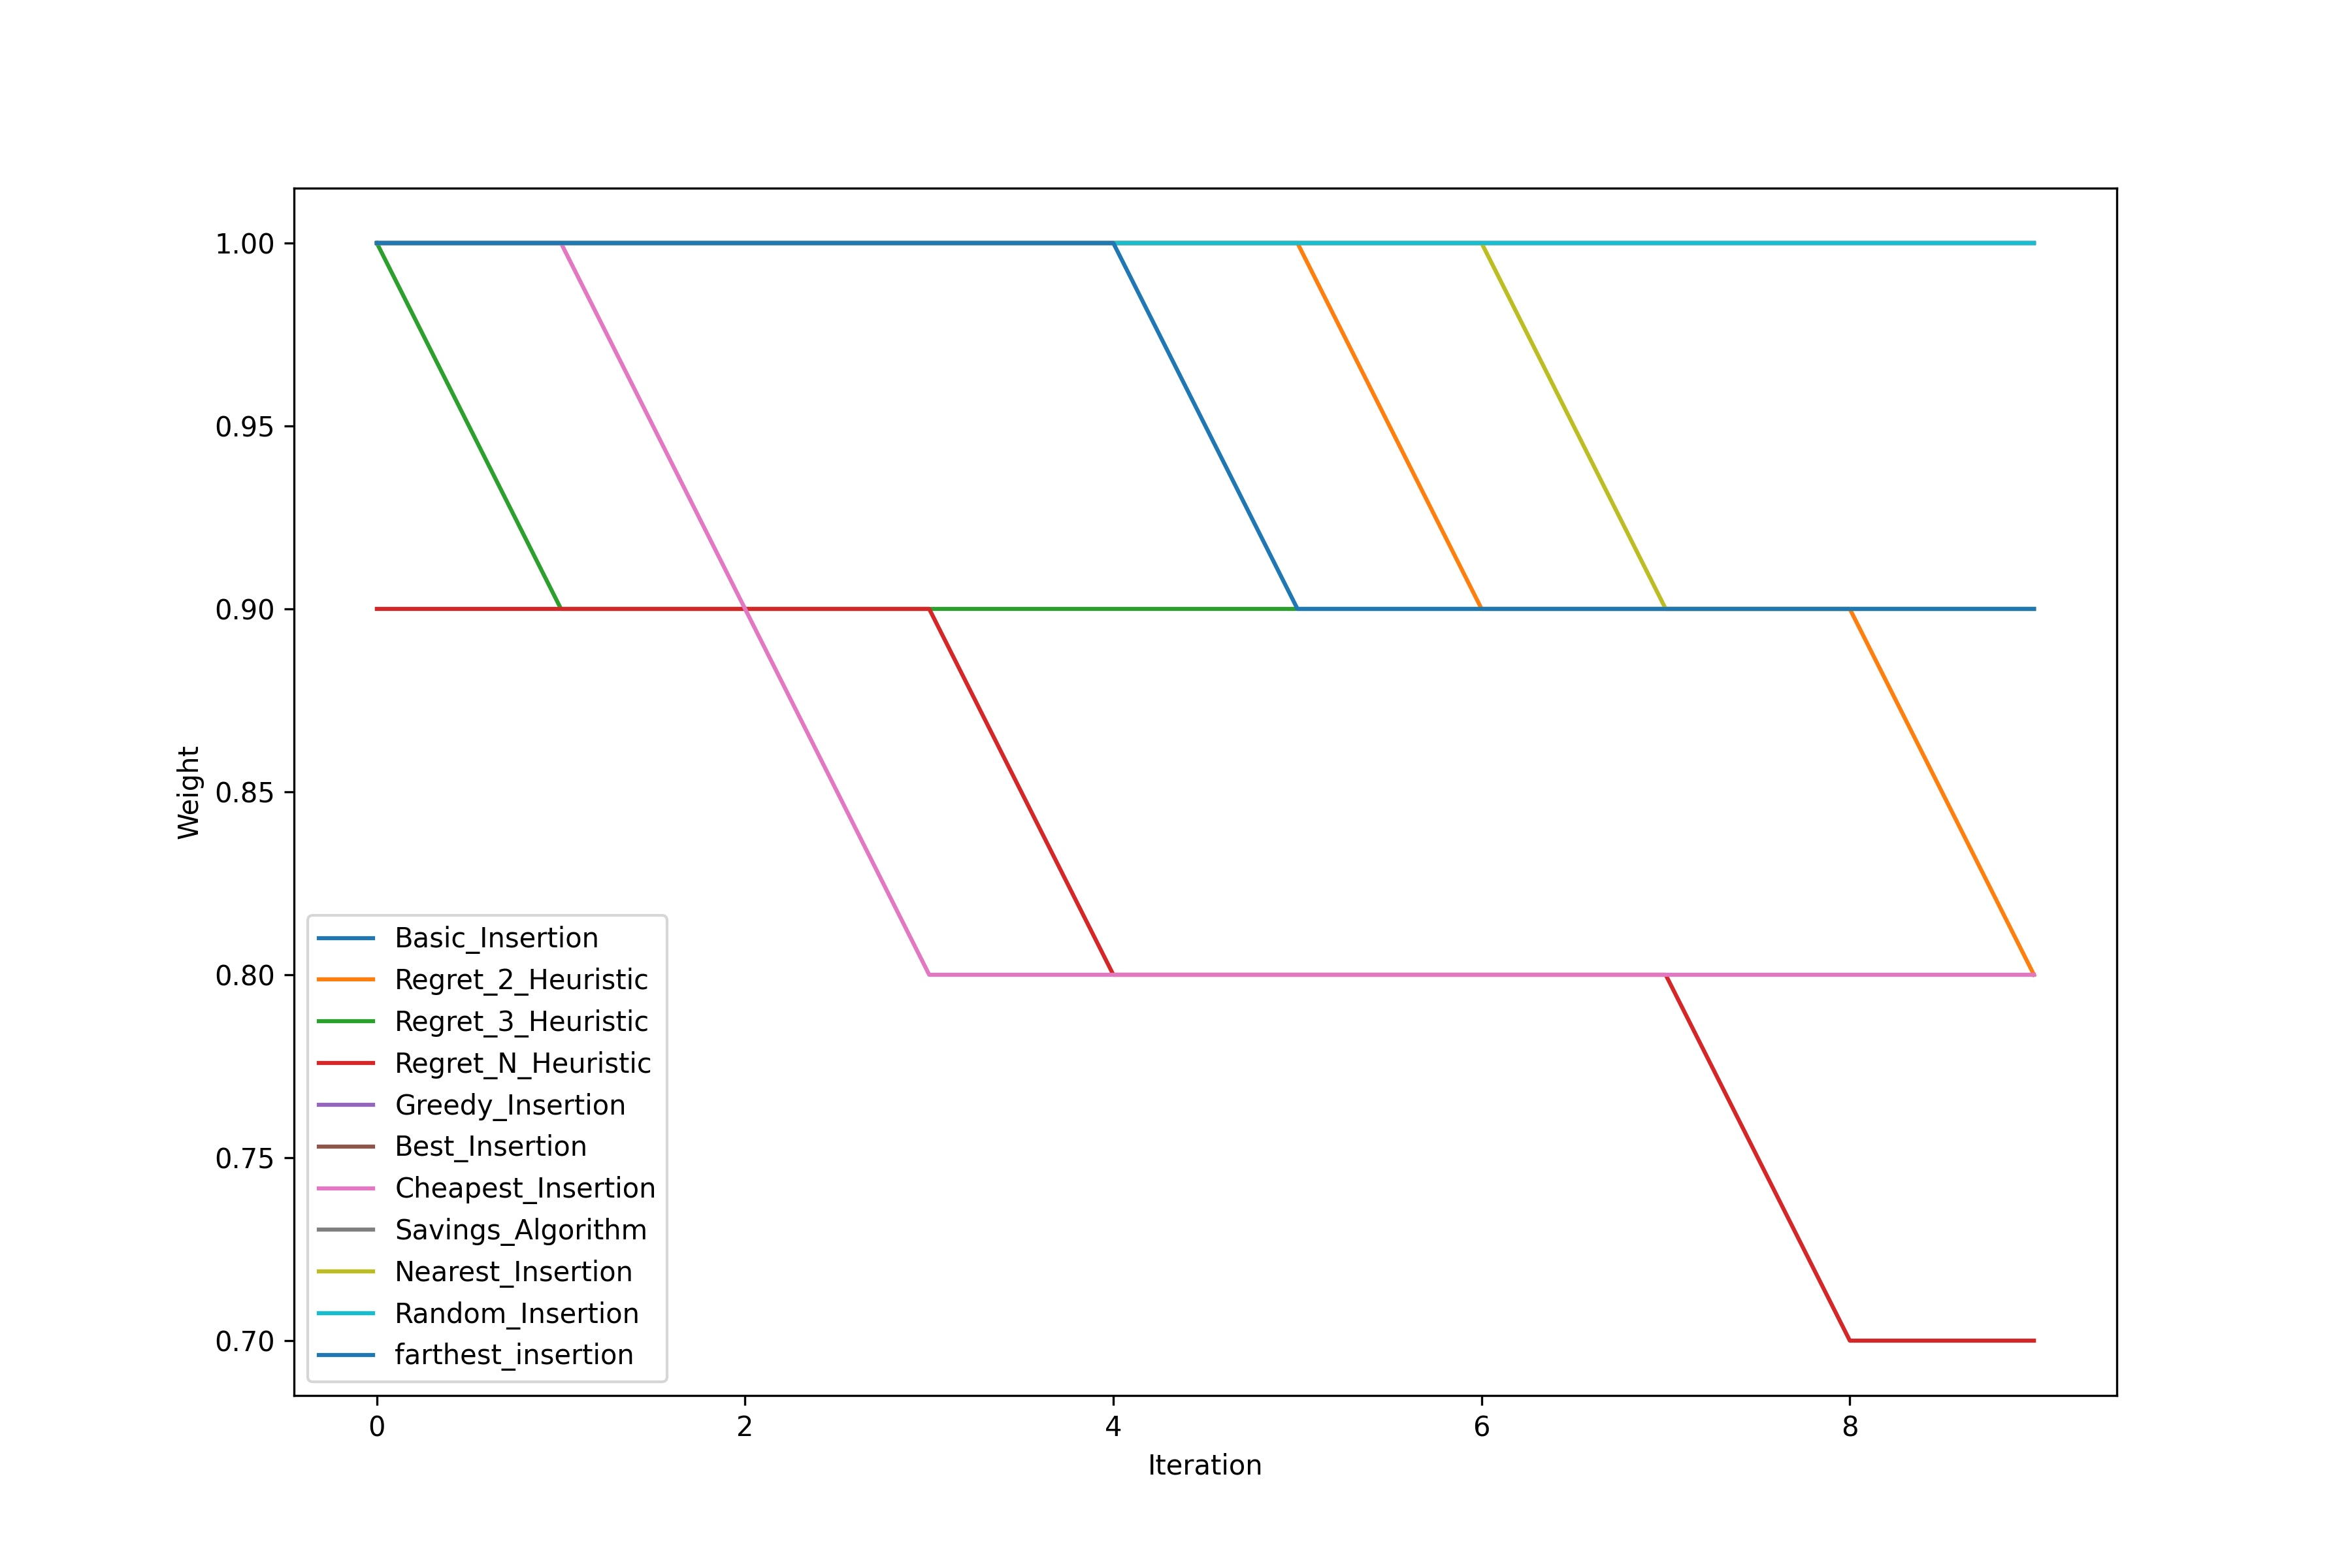 1.00
0.95
0.90
0.85
0.80
0.75
0.70
Weight
Basic_Insertion
Regret_2_Heuristic
Regret_3_Heuristic
Regret_N_Heuristic
Greedy_Insertion
Best_Insertion
Cheapest_Insertion
Savings_Algorithm
Nearest_Insertion
Random_Insertion
farthest_insertion
0 2 4 6 8
Iteration